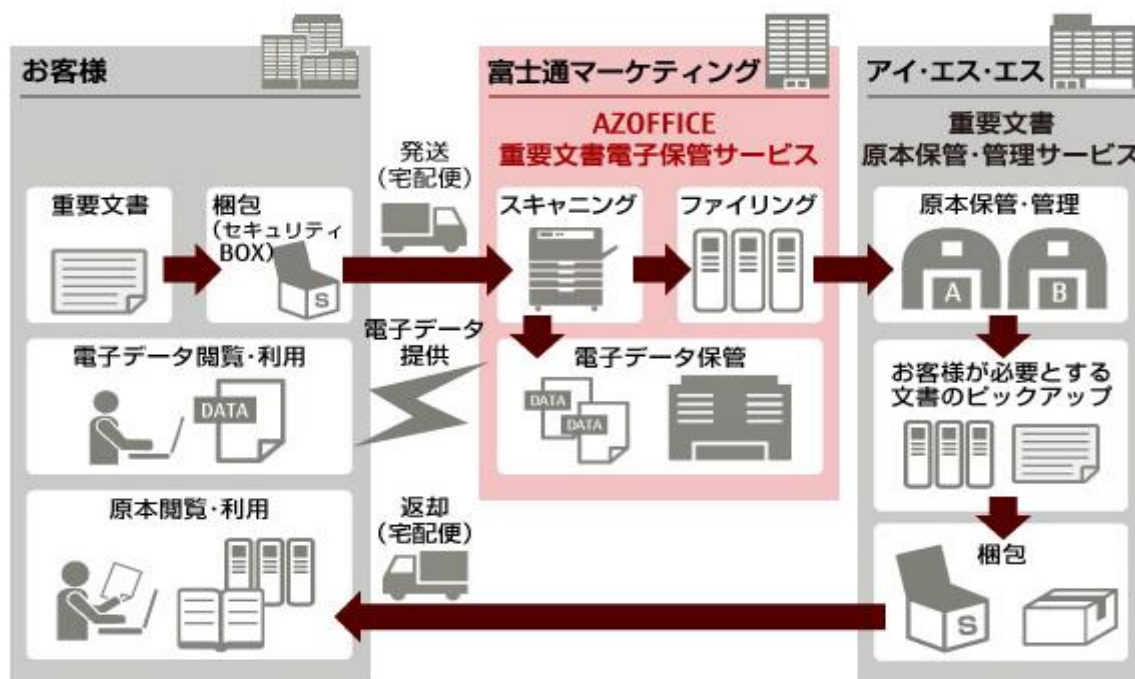 お客様
重要文書
梱包
(セキュリティ
BOX)
S
電子データ閲覧・利用
DATA
原本閲覧・利用
発送
(宅配便)
電子データ
提供
返却
(宅配便)
富士通マーケティング
AZOFFICE
重要文書電子保管サービス
スキャニング
ファイリング
電子データ保管
DATA
DATA
アイ・エス・エス
重要文書
原本保管・管理サービス
原本保管・管理
A
B
お客様が必要とする
文書のピックアップ
梱包
S